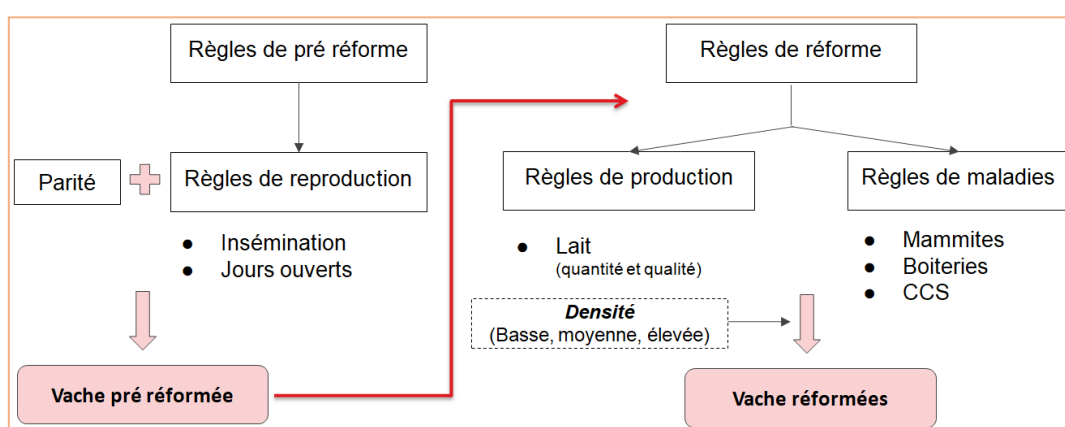 Règles de pré réforme
Parité
Règles de reproduction
● Insémination
● Jours ouverts
Vache pré réformée
Règles de réforme
Règles de production
● Lait
(quantité et qualité)
Règles de maladies
● Mammites
● Boiteries
● CCS
Densité
(Basse, moyenne, élevée)
Vache réformées